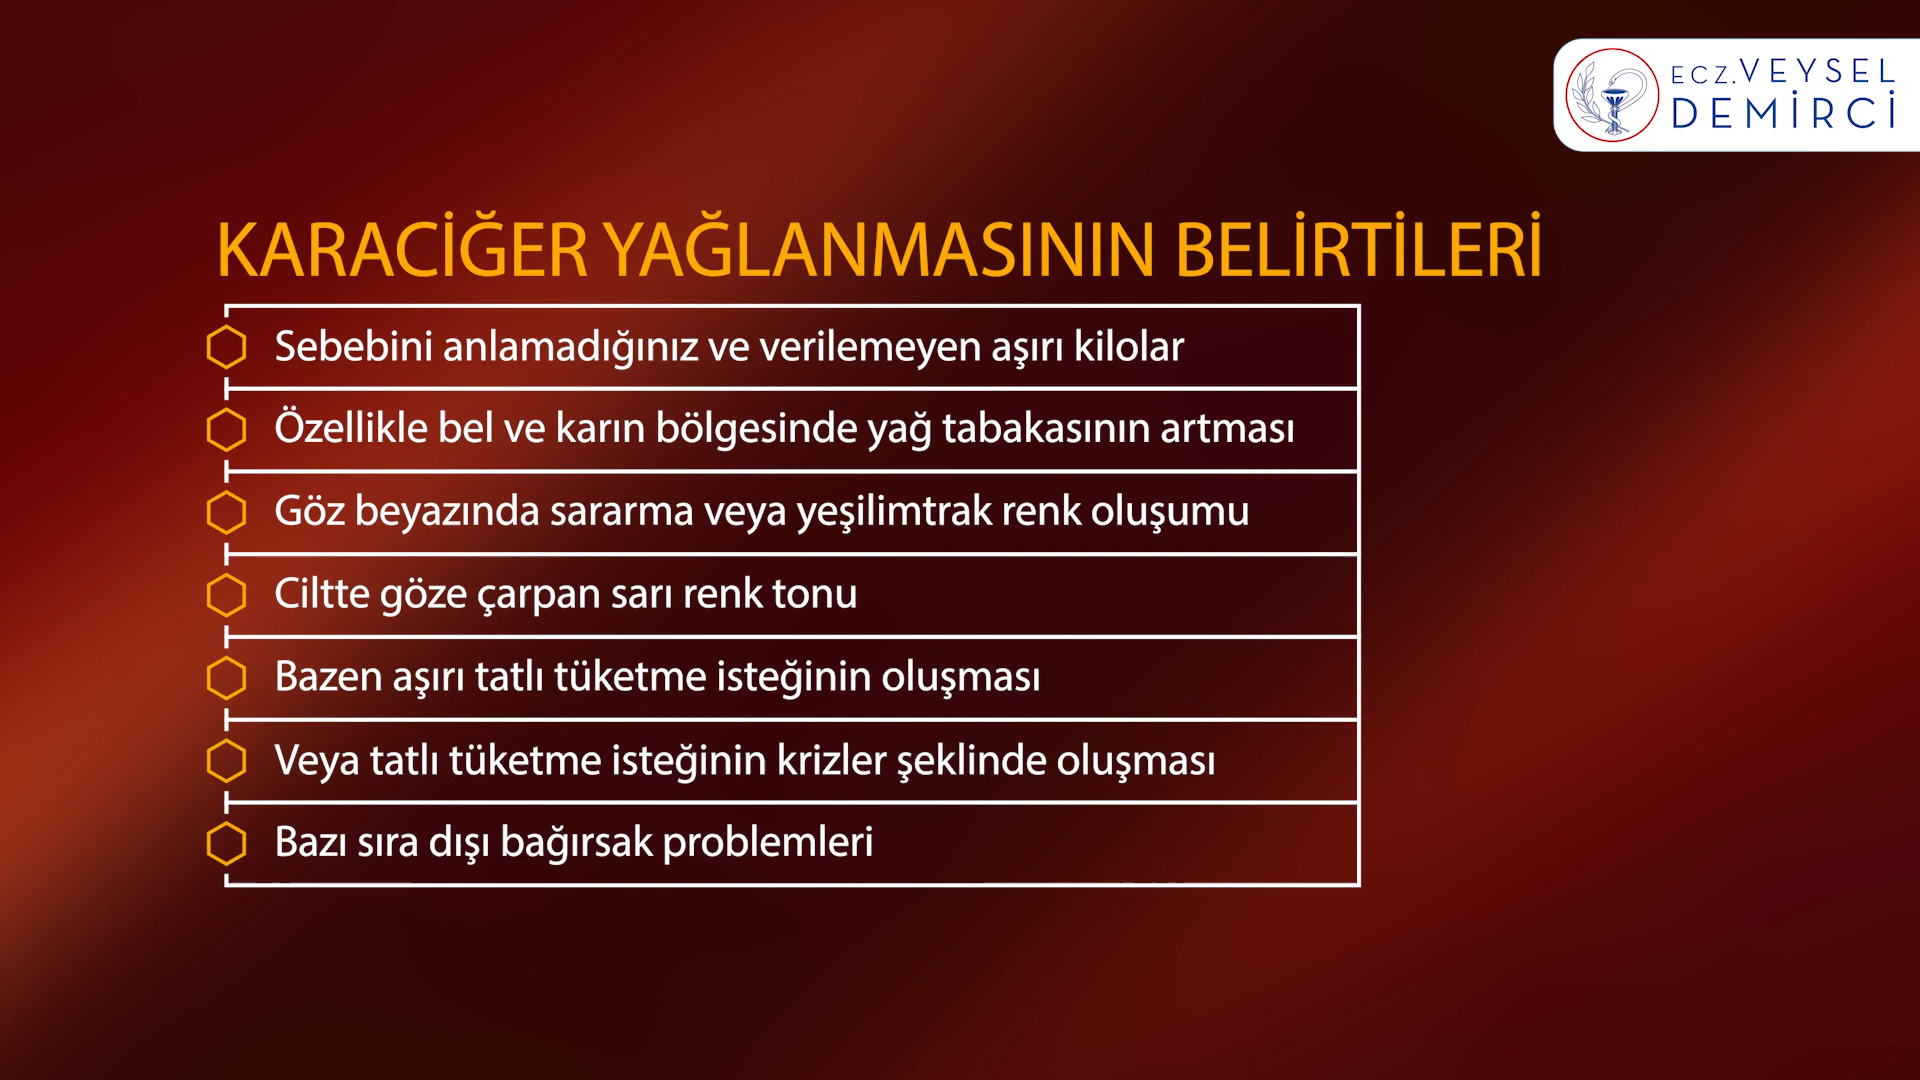 ECZ.VEYSEL
DEMİRCİ
KARACİĞER YAĞLANMASININ BELİRTİLERİ
Sebebini anlamadığınız ve verilemeyen aşırı kilolar
Özellikle bel ve karın bölgesinde yağ tabakasının artması
Göz beyazında sararma veya yeşilimtrak renk oluşumu
Ciltte göze çarpan sarı renk tonu
Bazen aşırı tatlı tüketme isteğinin oluşması
Veya tatlı tüketme isteğinin krizler şeklinde oluşması
Bazı sıra dışı bağırsak problemleri